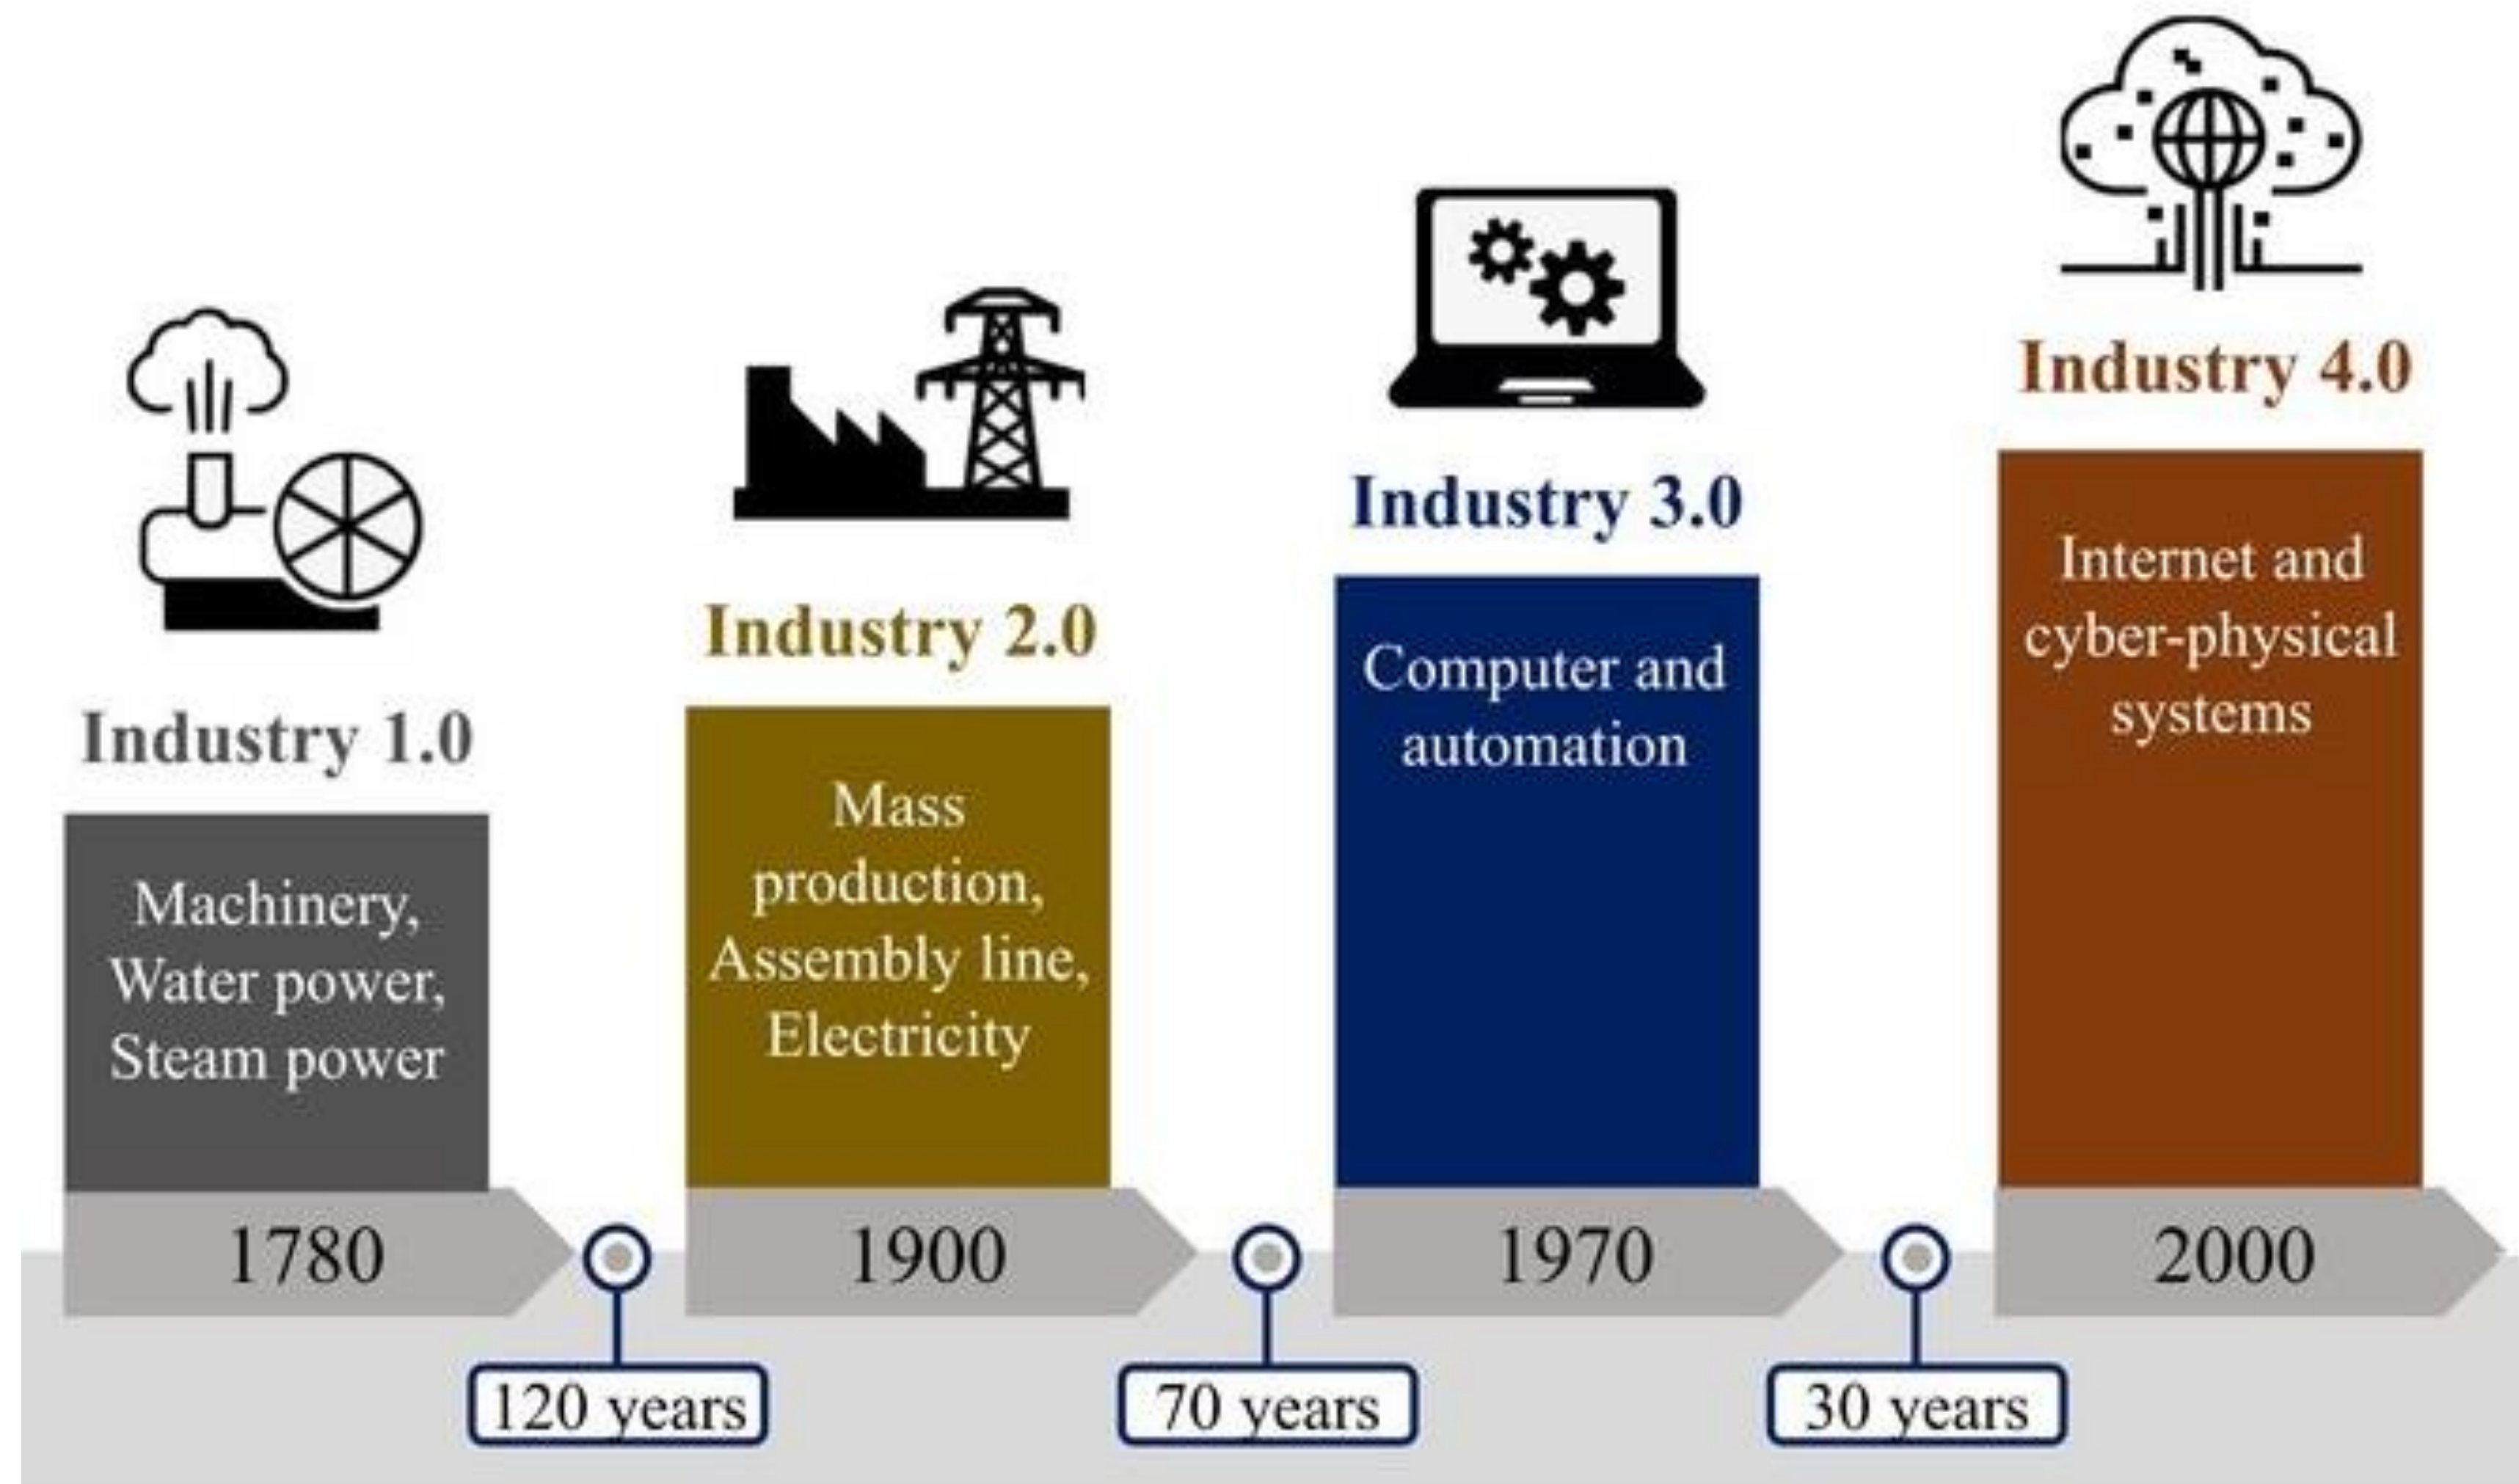 Industry 1.0
Machinery,
Water power,
Steam power
1780
120 years
Industry 2.0
Mass
production,
Assembly line,
Electricity
1900
70 years
Industry 3.0
Computer and
automation
1970
30 years
Industry 4.0
Internet and
cyber-physical
systems
2000